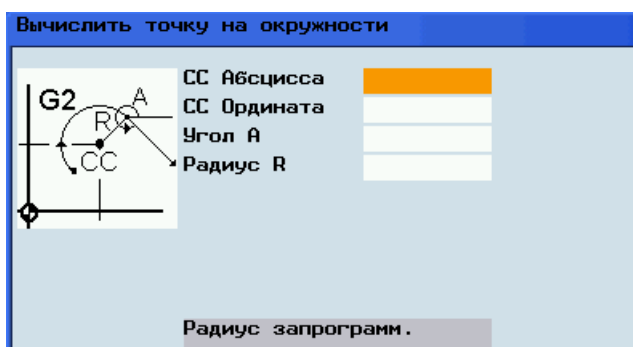 Вычислить точку на окружности
G2
A
R
CC
CC Абсцисса
CC Ордината
Угол A
Радиус R
Радиус запрограмм.